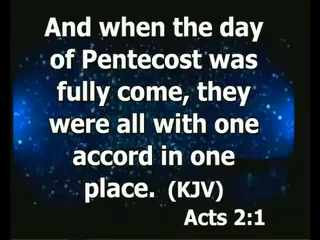 And when the day
of Pentecost was
fully come, they
were all with one
accord in one
place. (KJV)
Acts 2:1